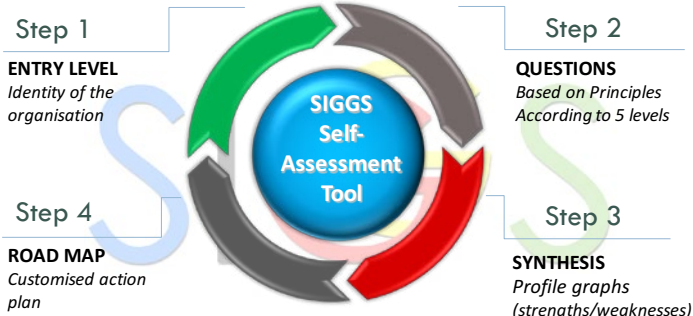 Step 1
ENTRY LEVEL
Identity of the
organisation
Step 2
QUESTIONS
Based on Principles
According to 5 levels
SIGGS
Self-
Assessment
Tool
Step 4
ROAD MAP
Customised action
plan
Step 3
SYNTHESIS
Profile graphs
(strengths/weaknesses)
SIGGS